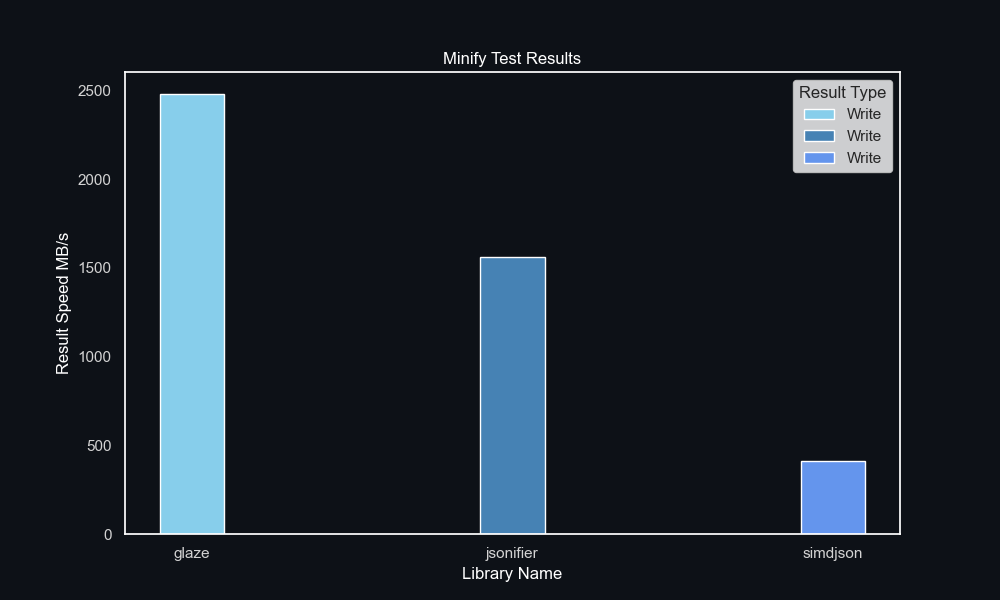 Minify Test Results
Result Type
Write
Write
Write
Result Speed MB/s
2500
2000
1500
1000
500
0
glaze
jsonifier
simdjson
Library Name